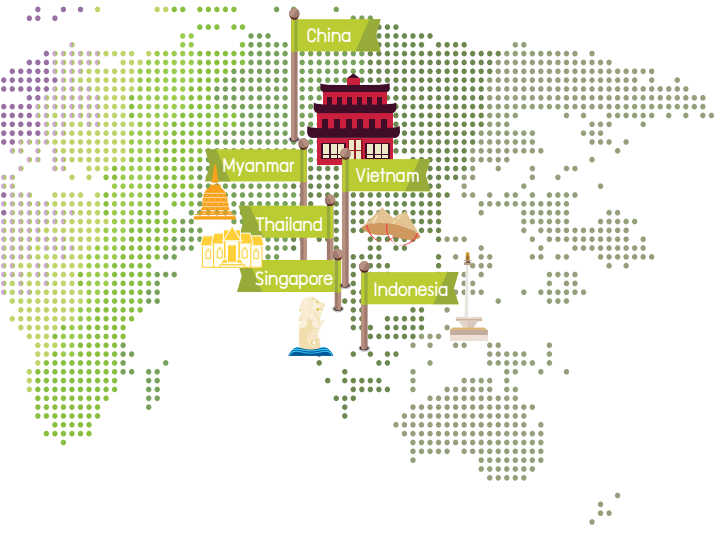 China
Myanmar
Vietnam
Thailand
Singapore
Indonesia